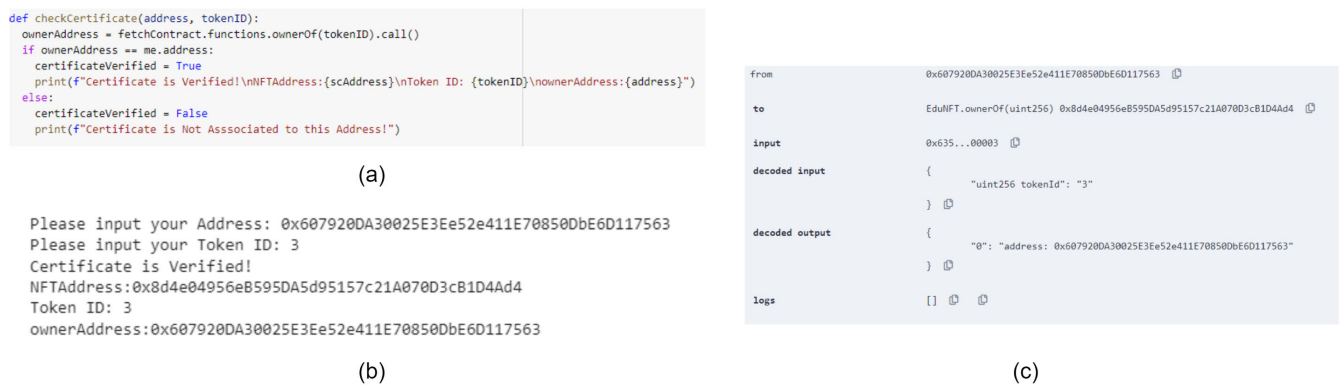 def checkCertificate(address, tokenID):
ownerAddress = fetchContract.functions.ownerOf(tokenID).call()
if ownerAddress == me.address:
certificateVerified = True
print(f"Certificate is Verified!\nNFTAddress:{scAddress}\nToken ID: {tokenID}\nownerAddress:{address}")
else:
certificateVerified = False
print(f"Certificate is Not Asssociated to this Address!")
(a)
Please input your Address: 0x607920DA30025E3Ee52e411E70850DbE6D117563
Please input your Token ID: 3
Certificate is Verified!
NFTAddress:0x8d4e04956eB595DA5d95157c21A070D3cB1D4Ad4
Token ID: 3
ownerAddress:0x607920DA30025E3Ee52e411E70850DbE6D117563
(b)
from 0x607920DA30025E3Ee52e411E70850DbE6D117563
to EduNFT.ownerOf(uint256) 0x8d4e04956eB595DA5d95157c21A070D3cB1D4Ad4
input 0x635...00003
decoded input {
"uint256 tokenId": "3"
}
decoded output {
"0": "address: 0x607920DA30025E3Ee52e411E70850DbE6D117563"
}
logs []
(c)